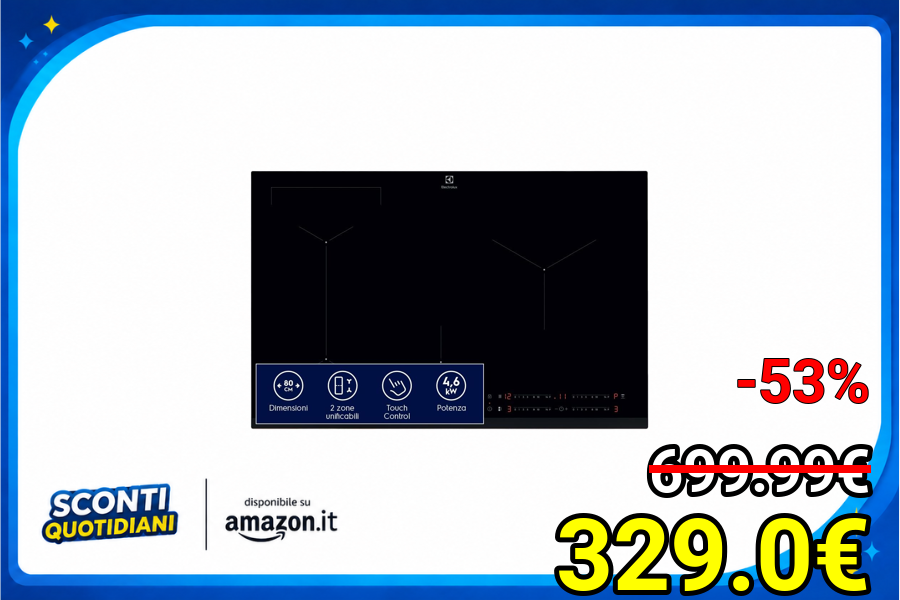 Electrolux
80
CM
Dimensioni
2 zone
unificabili
Touch
Control
4,6
kW
Potenza
-53%
699.99€
329.0€
SCONTI
QUOTIDIANI
disponibile su
amazon.it